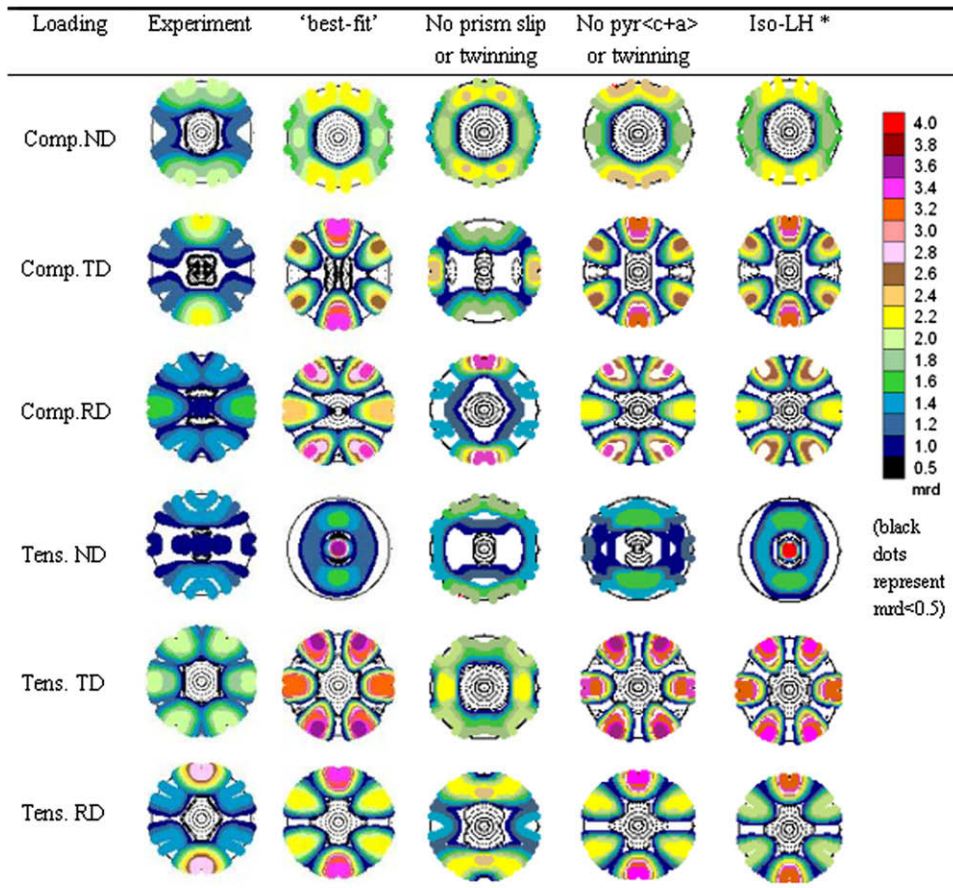 Loading Experiment ‘best-fit’ No prism slip No pyr<c+a> Iso-LH *
or twinning or twinning
Comp.ND
Comp.TD
Comp.RD
Tens. ND
Tens. TD
Tens. RD
4.0
3.8
3.6
3.4
3.2
3.0
2.8
2.6
2.4
2.2
2.0
1.8
1.6
1.4
1.2
1.0
0.5
mrd
(black
dots
represent
mrd<0.5)